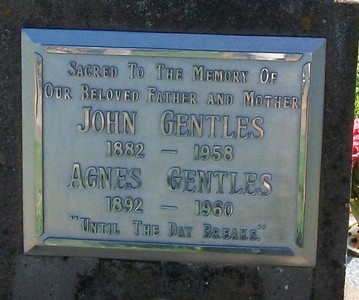 Sacred To The Memory Of
Our Beloved Father and Mother
John Gentles
1882 – 1958
Agnes Gentles
1892 – 1960
"Until The Day Breaks."